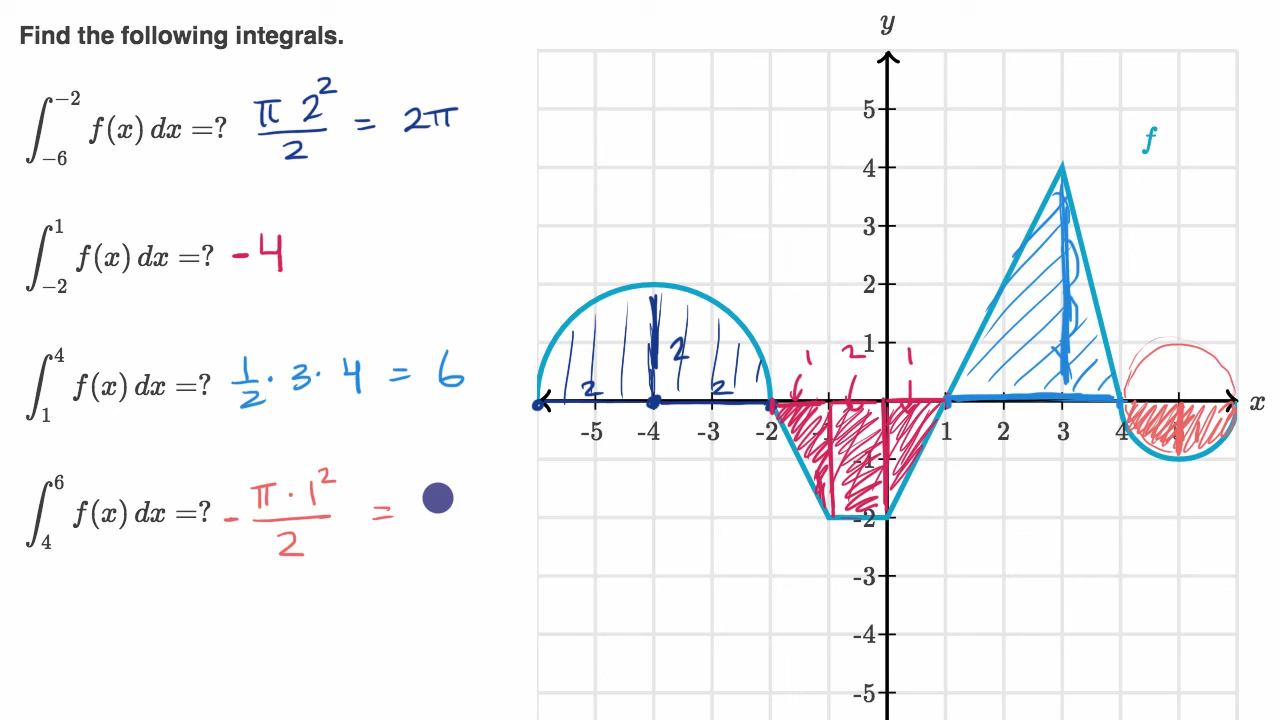 Find the following integrals.
∫_{−6}^{−2} f(x) dx =? π 2²/2 = 2π
∫_{−2}^{1} f(x) dx =? -4
∫_{1}^{4} f(x) dx =? 1/2 · 3 · 4 = 6
∫_{4}^{6} f(x) dx =? - π · 1²/2 =
y
5
f
4
3
2
1
2
1 2 1
2 2
x
-5 -4 -3 -2 1 2 3 4
-1
-2
-3
-4
-5